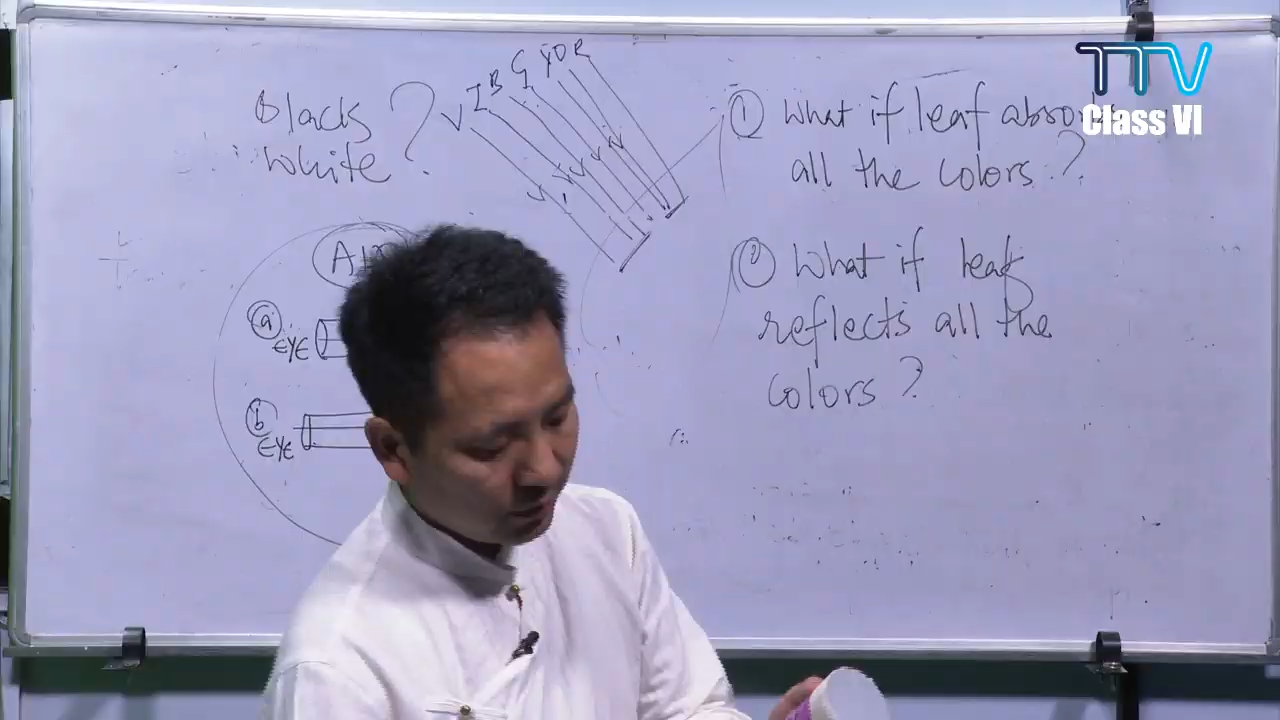 TTV
Class VI
Black
White ?
V I B G Y O R
① What if leaf absorbs
all the colors ?
② What if leaf
reflects all the
colors ?
ⓐ
EYE
ⓑ
EYE